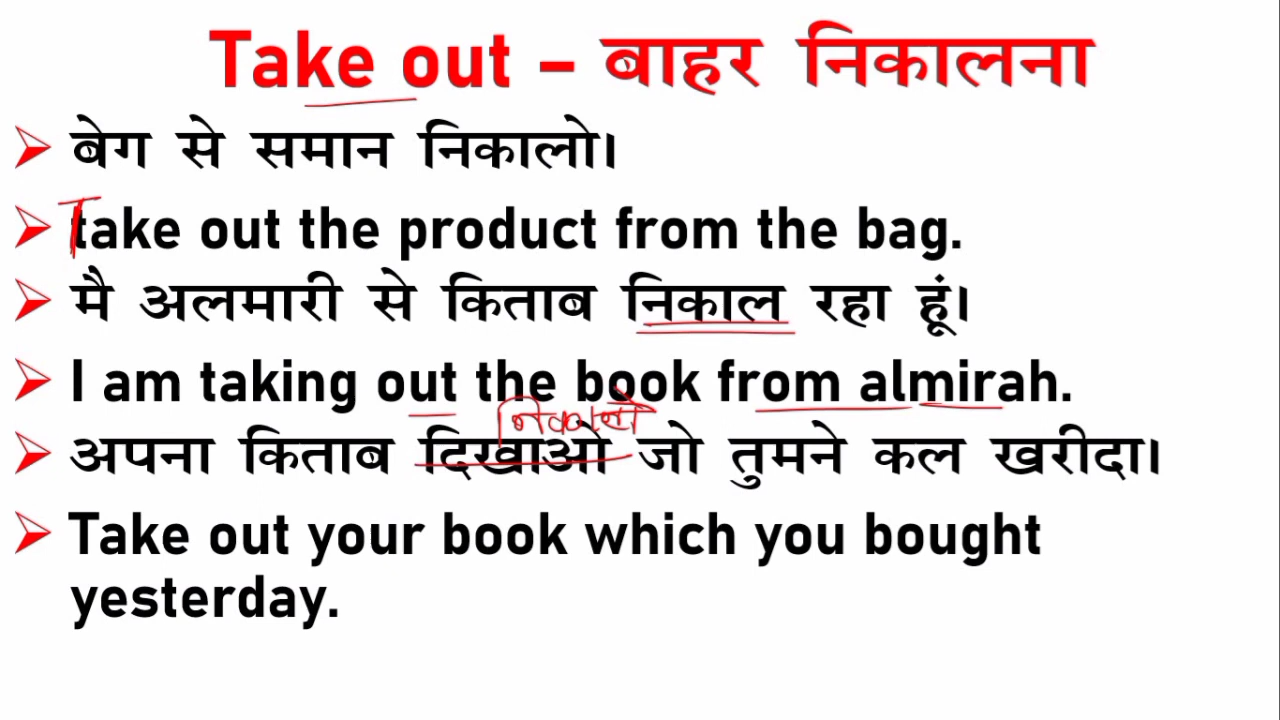 Take out – बाहर निकालना
बेग से समान निकालो।
Take out the product from the bag.
मै अलमारी से किताब निकाल रहा हूं।
I am taking out the book from almirah.
निकालो
अपना किताब दिखाओ जो तुमने कल खरीदा।
Take out your book which you bought
yesterday.